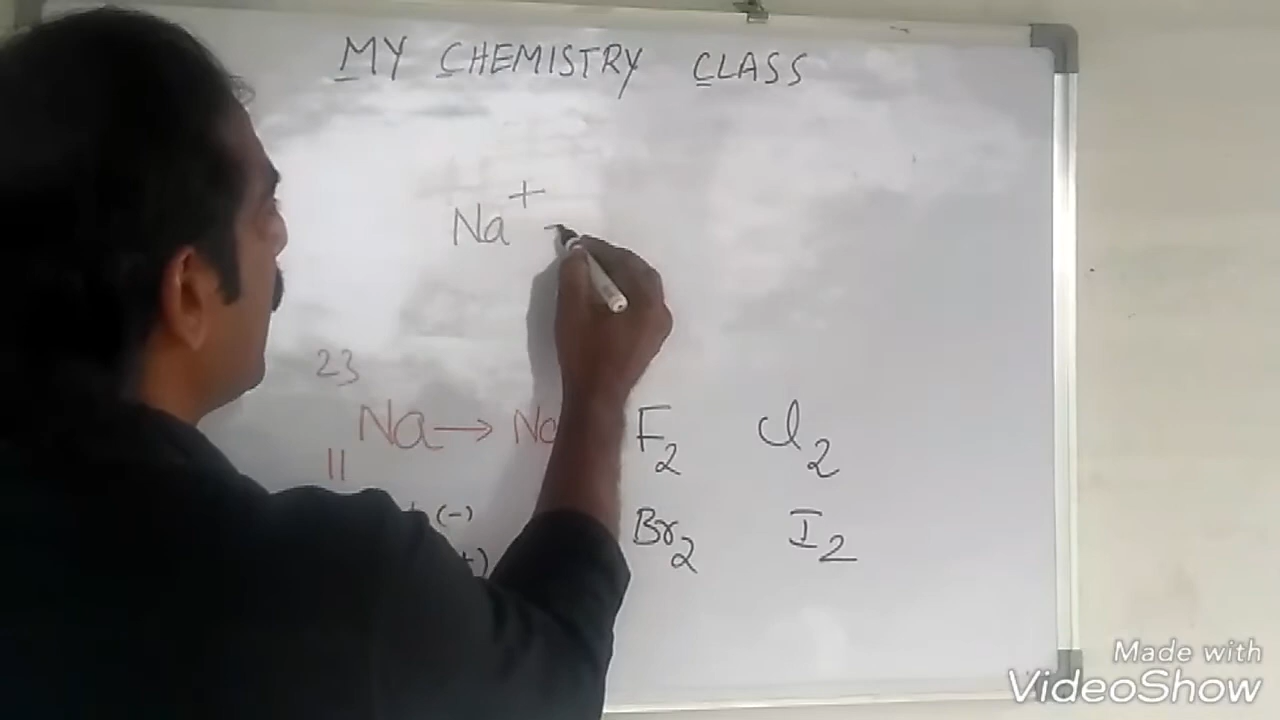 MY CHEMISTRY CLASS
Na+
23
Na → Na
11
F2 Cl2
(-)
Br2 I2
Made with
VideoShow